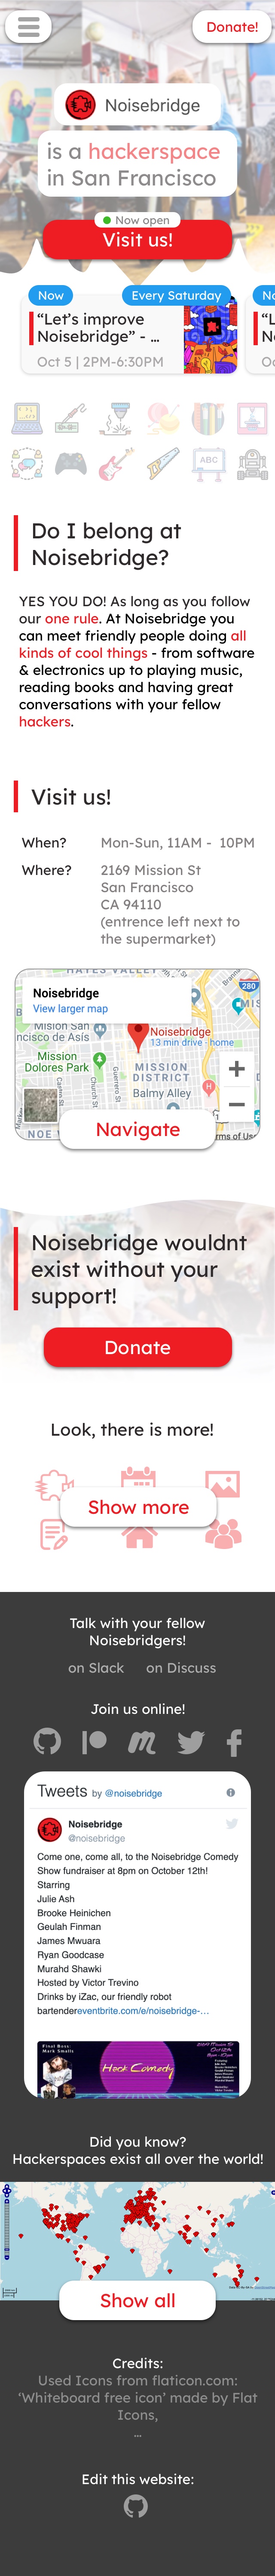 Donate!
Noisebridge
is a hackerspace
in San Francisco
Now open
Visit us!
Now
Every Saturday
"Let's improve
Noisebridge" - ...
Oct 5 | 2PM-6:30PM
ABC
Do I belong at
Noisebridge?
YES YOU DO! As long as you follow
our one rule. At Noisebridge you
can meet friendly people doing all
kinds of cool things - from software
& electronics up to playing music,
reading books and having great
conversations with your fellow
hackers.
Visit us!
When? Mon-Sun, 11AM - 10PM
Where? 2169 Mission St
San Francisco
CA 94110
(entrence left next to
the supermarket)
HAYES VALLEY
Noisebridge
View larger map
280
Mission San
ncisco de Asís
Noisebridge
13 min drive · home
Mission
Dolores Park
MISSION
DISTRICT
Balmy Alley
Church St
Guerrero St
NOE
Navigate
Noisebridge wouldnt
exist without your
support!
Donate
Look, there is more!
Show more
Talk with your fellow
Noisebridgers!
on Slack on Discuss
Join us online!
Tweets by @noisebridge
Noisebridge
@noisebridge
Come one, come all, to the Noisebridge Comedy
Show fundraiser at 8pm on October 12th!
Starring
Julie Ash
Brooke Heinichen
Geulah Finman
James Mwuara
Ryan Goodcase
Murahd Shawki
Hosted by Victor Trevino
Drinks by iZac, our friendly robot
bartendereventbrite.com/e/noisebridge-...
Final Boss:
Mark Smalls
Hack Comedy
Did you know?
Hackerspaces exist all over the world!
Show all
Credits:
Used Icons from flaticon.com:
'Whiteboard free icon' made by Flat
Icons,
...
Edit this website: